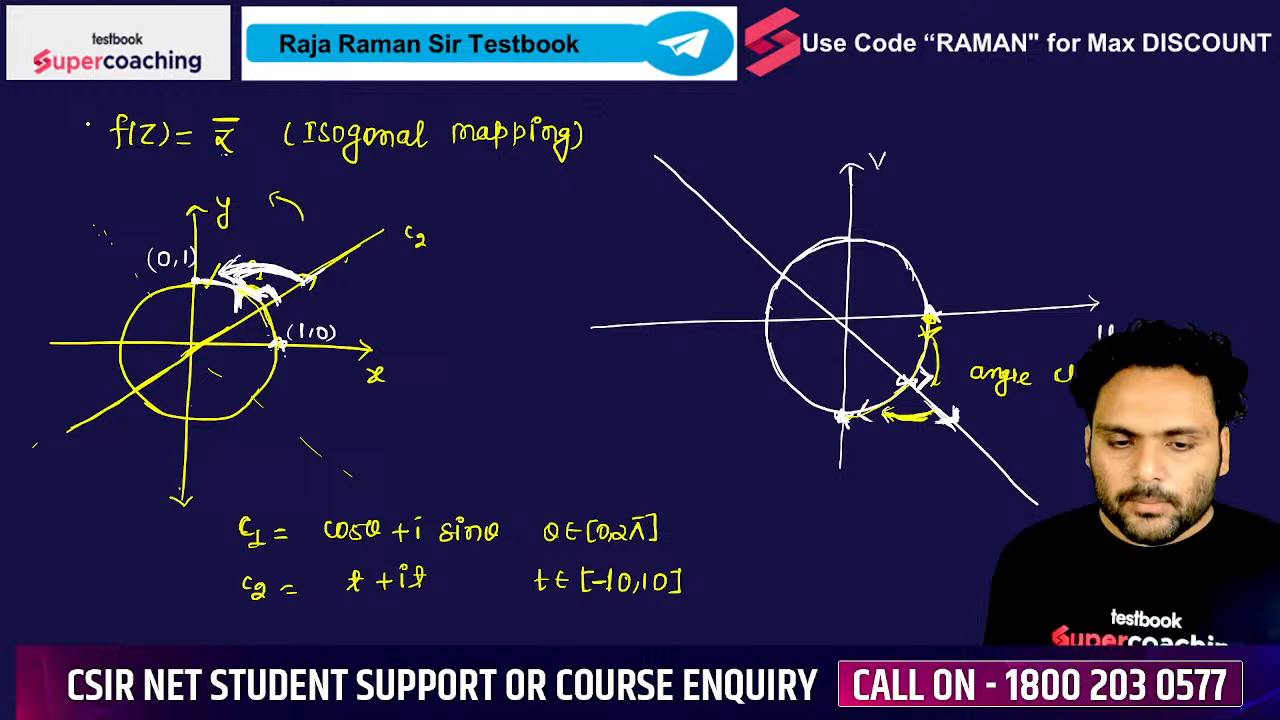 testbook
Supercoaching
Raja Raman Sir Testbook
Use Code “RAMAN" for Max DISCOUNT
f(z) = z̅ (Isogonal mapping)
y
c2
(0,1)
(1,0)
x
V
angle
C1 = cosθ + i sinθ θ∈[0,2π]
c2 = t + it t∈ [-10,10]
testbook
Supercoaching
CSIR NET STUDENT SUPPORT OR COURSE ENQUIRY
CALL ON - 1800 203 0577